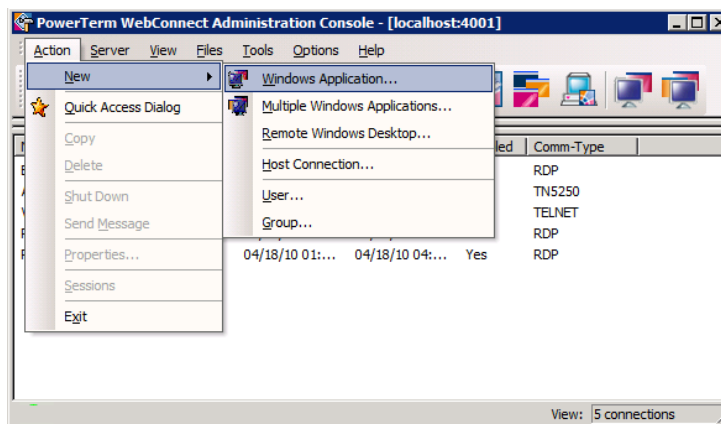 PowerTerm WebConnect Administration Console - [localhost:4001]
Action Server View Files Tools Options Help
New
Windows Application...
Quick Access Dialog
Multiple Windows Applications...
Remote Windows Desktop...
Copy
led Comm-Type
Delete
Host Connection...
RDP
Shut Down
User...
TN5250
Send Message
Group...
TELNET
RDP
Properties...
04/18/10 01:... 04/18/10 04:... Yes RDP
Sessions
Exit
View: 5 connections